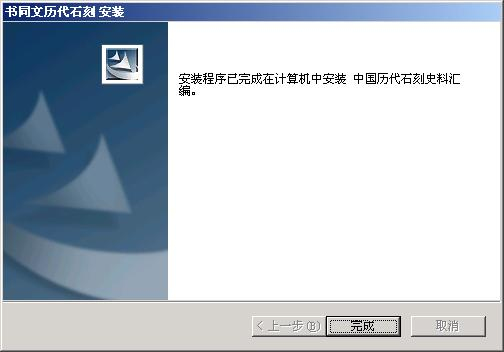 书同文历代石刻 安装
安装程序已完成在计算机中安装 中国历代石刻史料汇
编。
< 上一步(B)
完成
取消